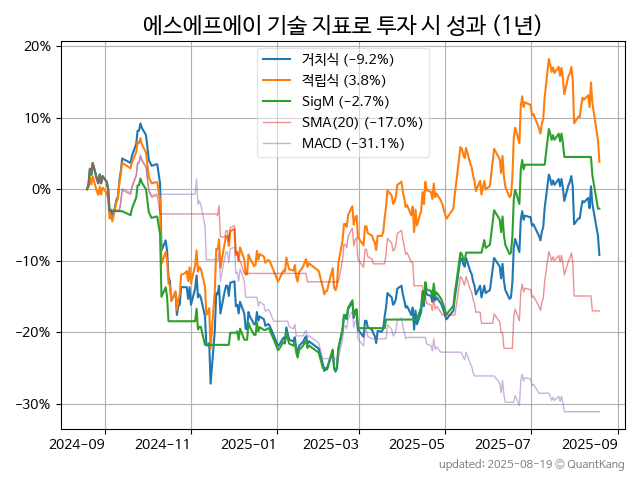 에스에프에이 기술 지표로 투자 시 성과 (1년)
거치식 (−9.2%)
적립식 (3.8%)
SigM (−2.7%)
SMA(20) (−17.0%)
MACD (−31.1%)
20%
10%
0%
−10%
−20%
−30%
2024-09 2024-11 2025-01 2025-03 2025-05 2025-07 2025-09
updated: 2025-08-19 © QuantKang